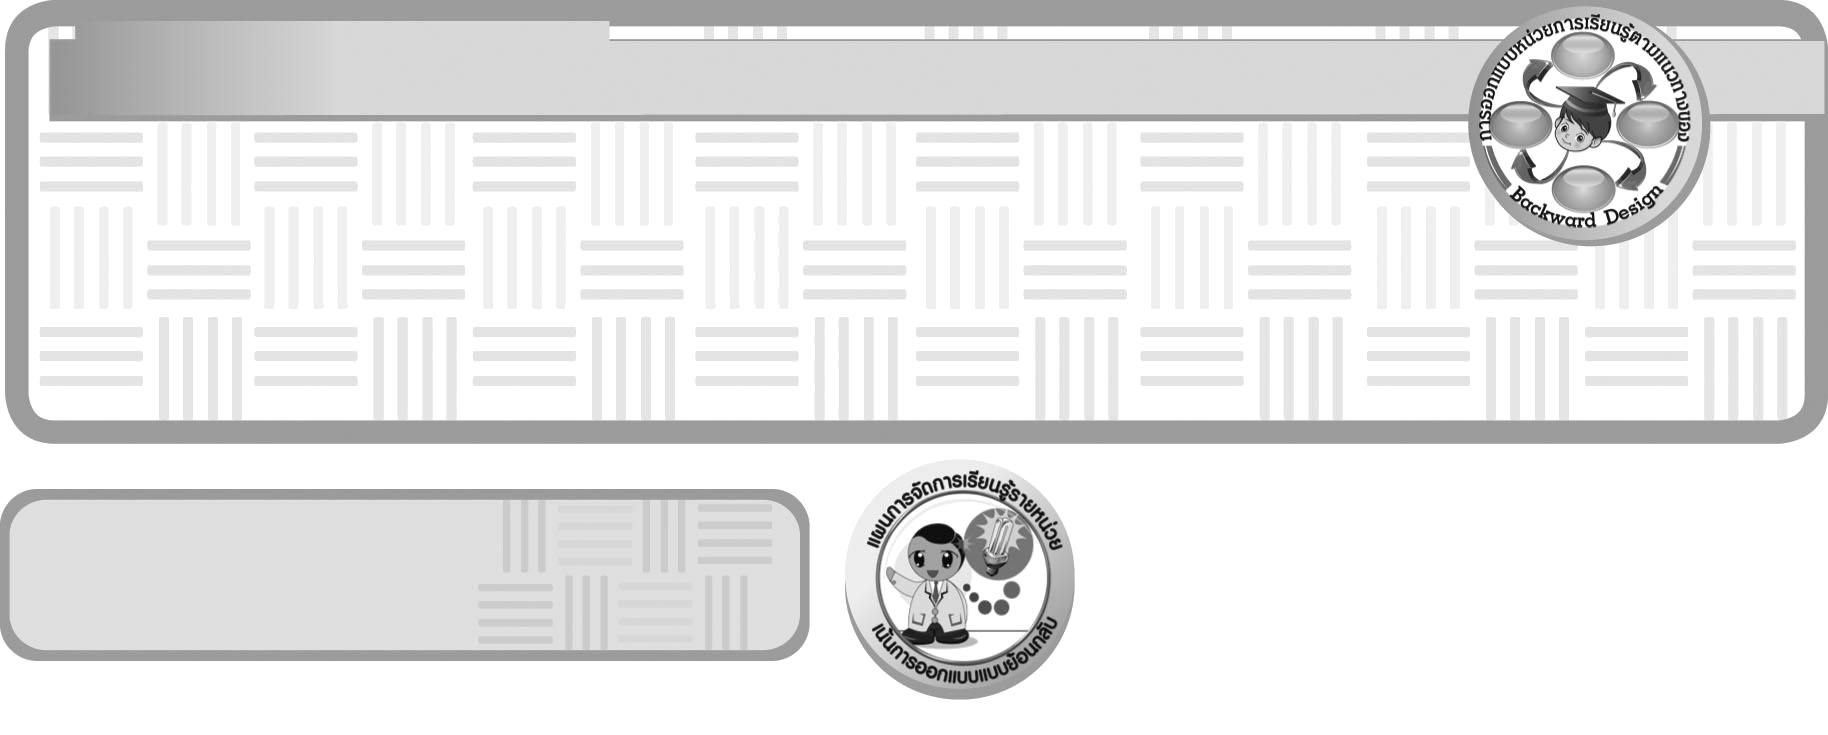 การออกแบบหน่วยการเรียนรู้ตามแนวทางของ
Backward Design
แผนการจัดการเรียนรู้รายหน่วย
เน้นการออกแบบแบบย้อนกลับ